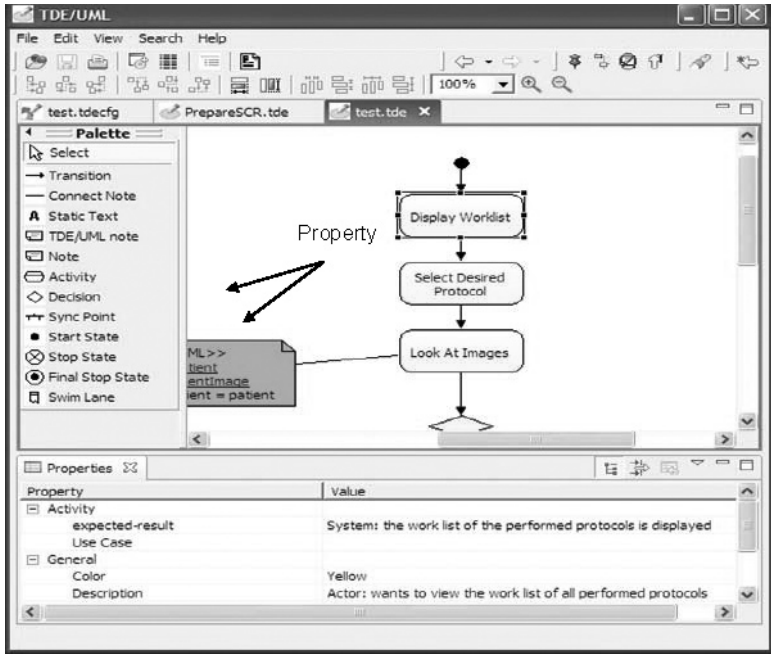 TDE/UML
File Edit View Search Help
100%
test.tdecfg
PrepareSCR.tde
test.tde
Palette
Select
Transition
Connect Note
A Static Text
TDE/UML note
Note
Activity
Decision
Sync Point
Start State
Stop State
Final Stop State
Swim Lane
Display Worklist
Property
Select Desired
Protocol
Look At Images
ML>>
tient
entImage
ient = patient
Properties
Property Value
Activity
expected-result System: the work list of the performed protocols is displayed
Use Case
General
Color Yellow
Description Actor: wants to view the work list of all performed protocols